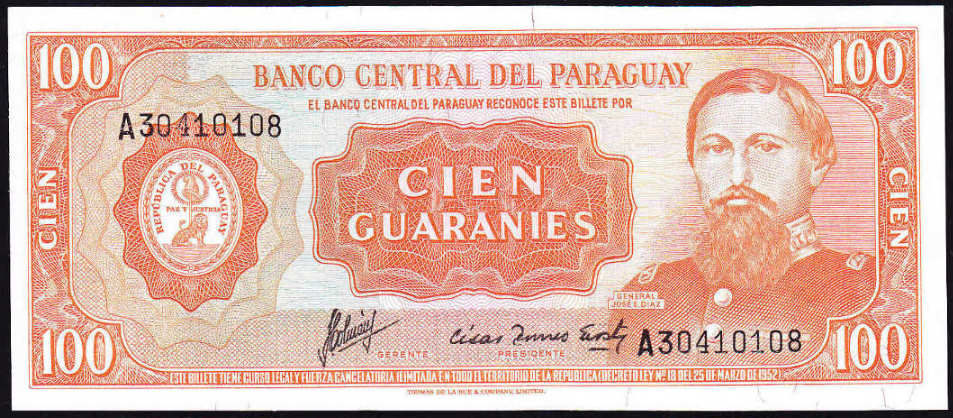 100
100
BANCO CENTRAL DEL PARAGUAY
EL BANCO CENTRAL DEL PARAGUAY RECONOCE ESTE BILLETE POR
A30410108
CIEN
REPÚBLICA DEL PARAGUAY
PAZ Y JUSTICIA
CIEN
GUARANIES
CIEN
GENERAL
JOSE E. DIAZ
GERENTE
César
PRESIDENTE
A30410108
100
100
ESTE BILLETE TIENE CURSO LEGAL Y FUERZA CANCELATORIA ILIMITADA EN TODO EL TERRITORIO DE LA REPUBLICA (DECRETO LEY Nº 18 DEL 25 DE MARZO DE 1952)
THOMAS DE LA RUE & COMPANY, LIMITED.